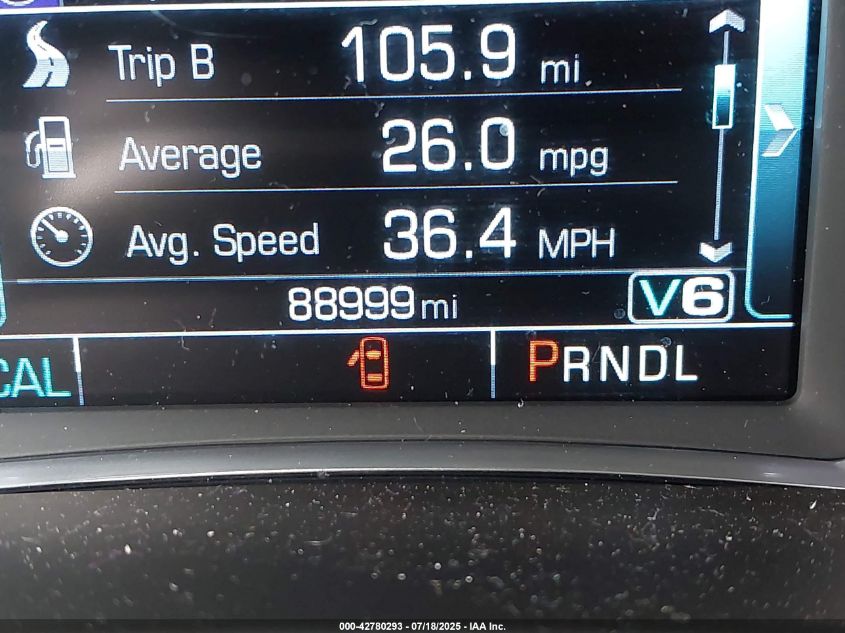 Trip B 105.9 mi
Average 26.0 mpg
Avg. Speed 36.4 MPH
88999 mi V6
CAL PRNDL
000-42780293 - 07/18/2025 - IAA Inc.